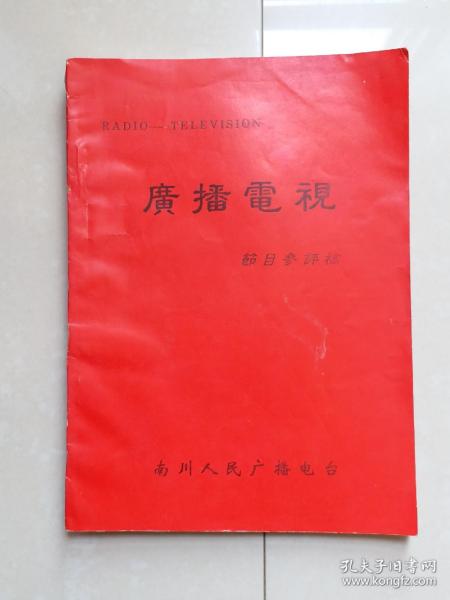 RADIO—TELEVISION
廣播電視
節目參評稿
南川人民广播电台
孔夫子旧书网
www.kongfz.com